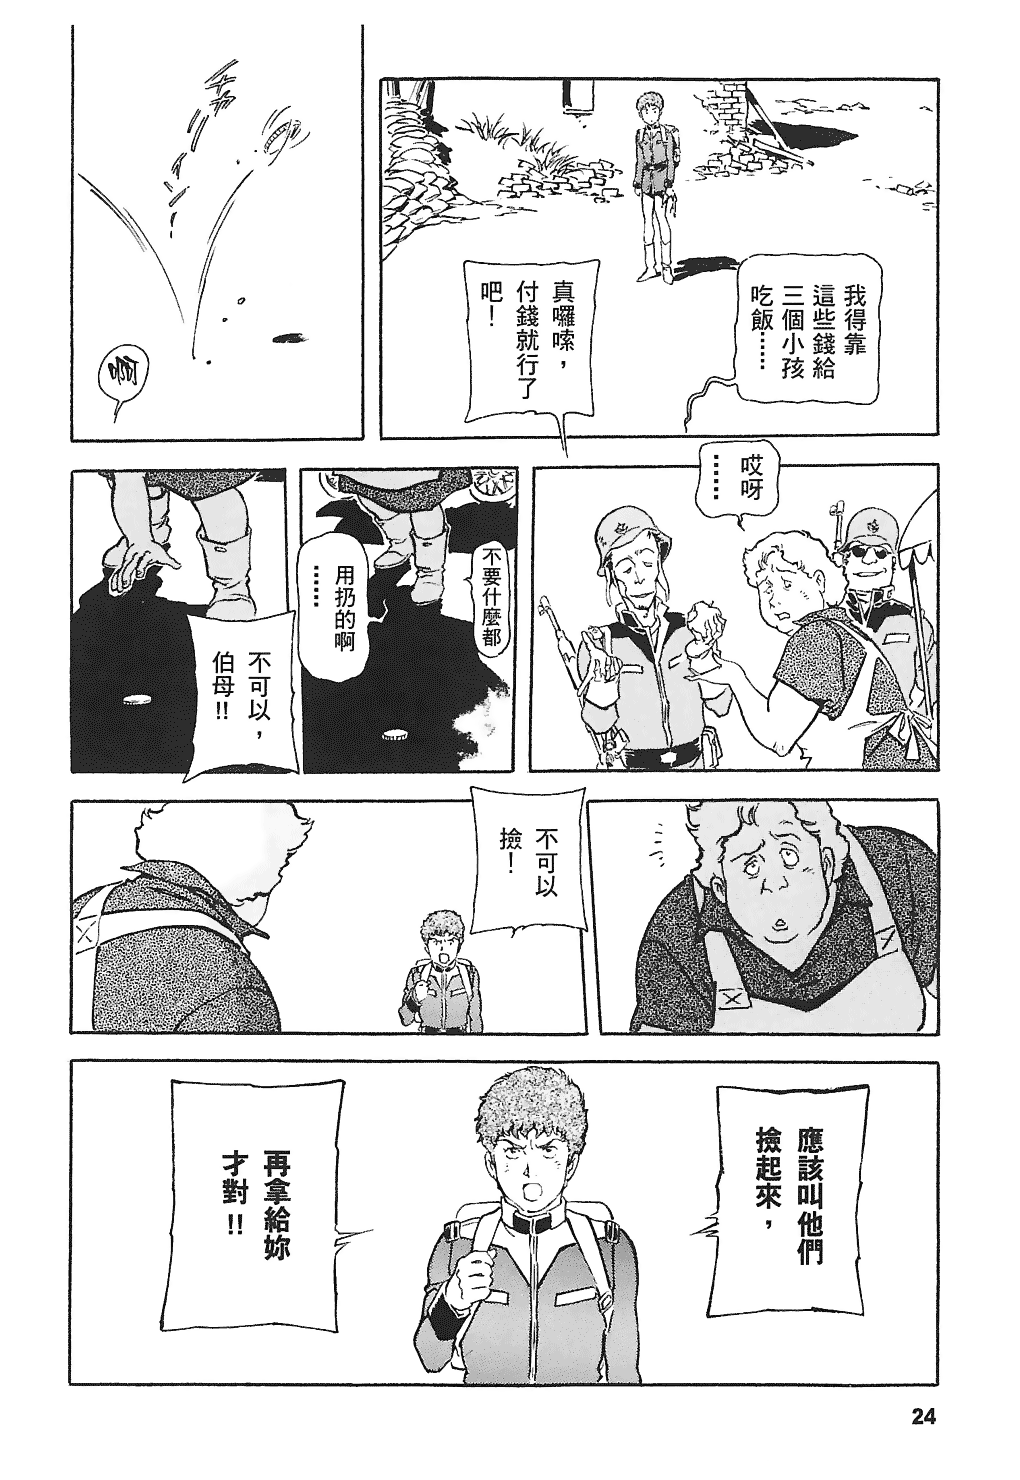 我得靠
這些錢給
三個小孩
吃飯……
真囉嗦，
付錢就行了
吧！
哎呀
……
不要什麼都
用扔的啊
……
不可以，
伯母!!
不可以
撿！
應該叫他們
撿起來，
再拿給妳
才對!!
24